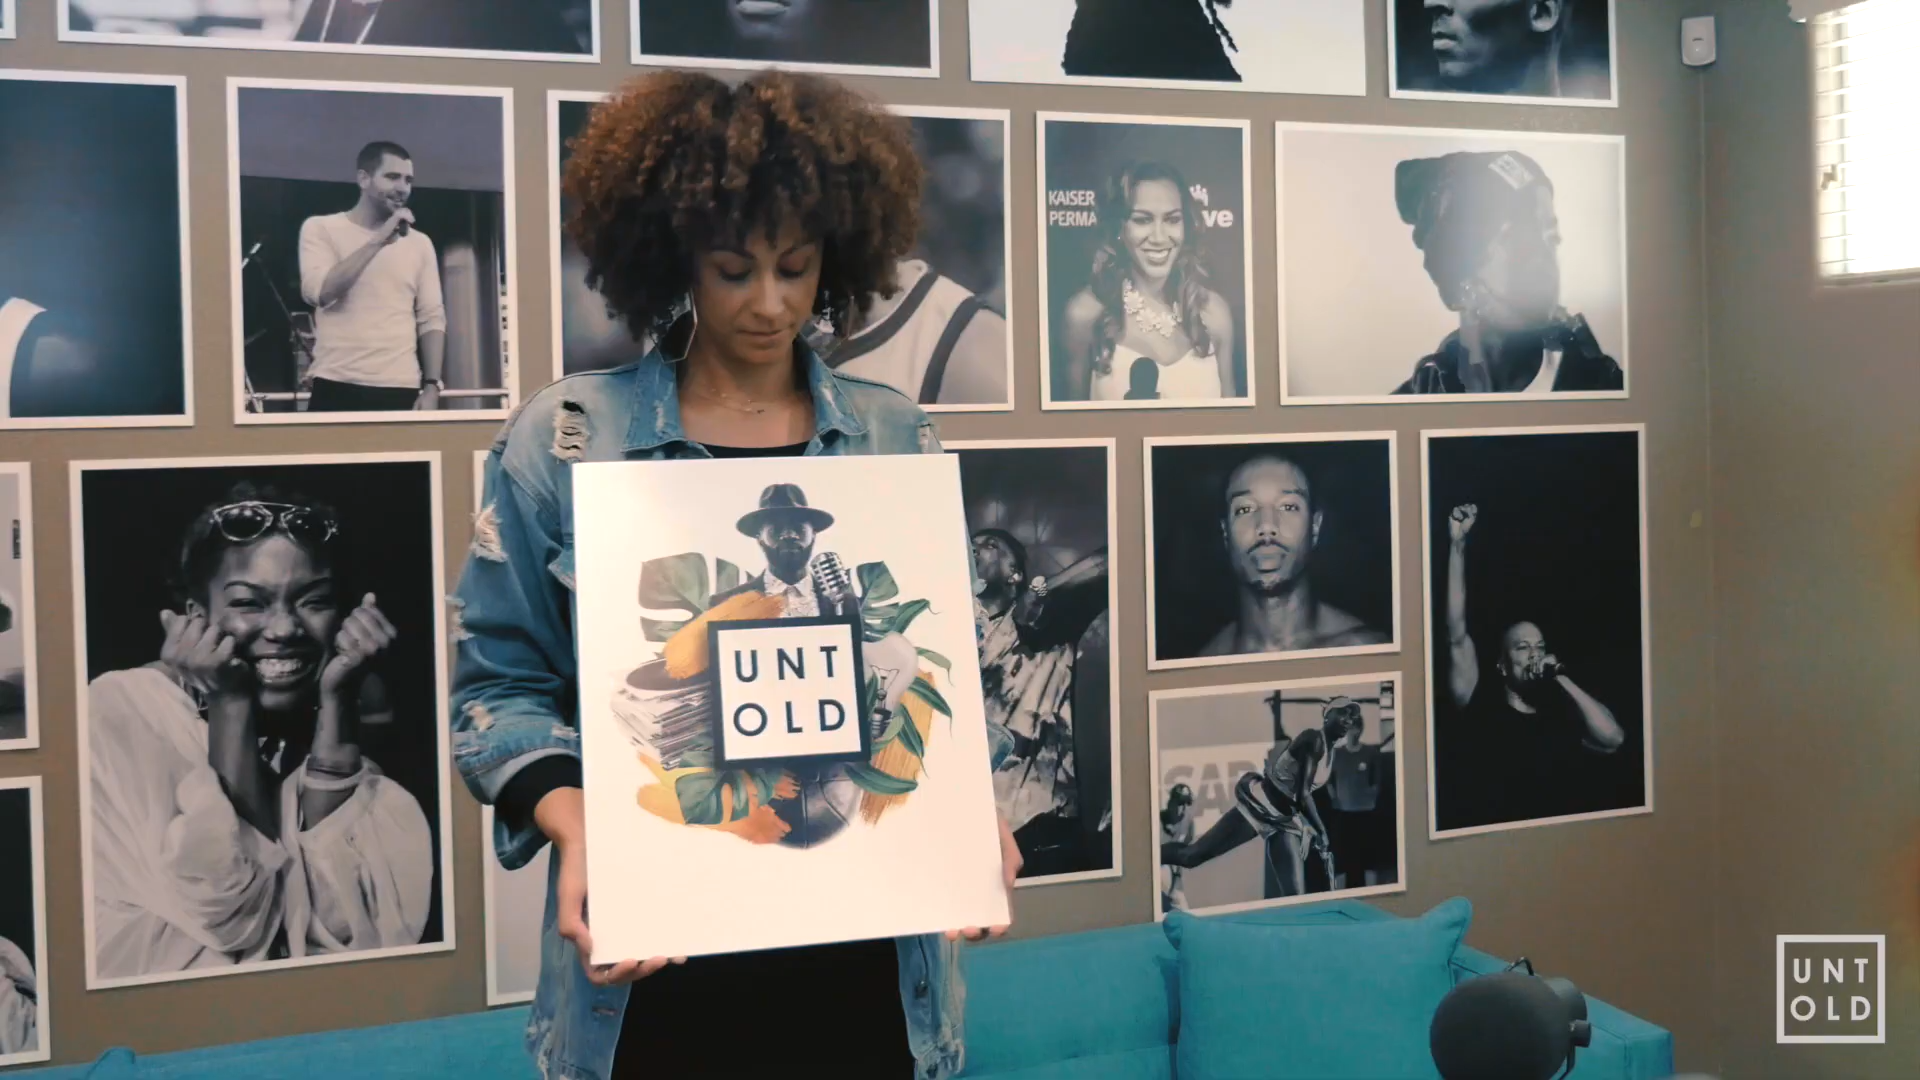 KAISER
PERMA
ve
UNT
OLD
UNT
OLD